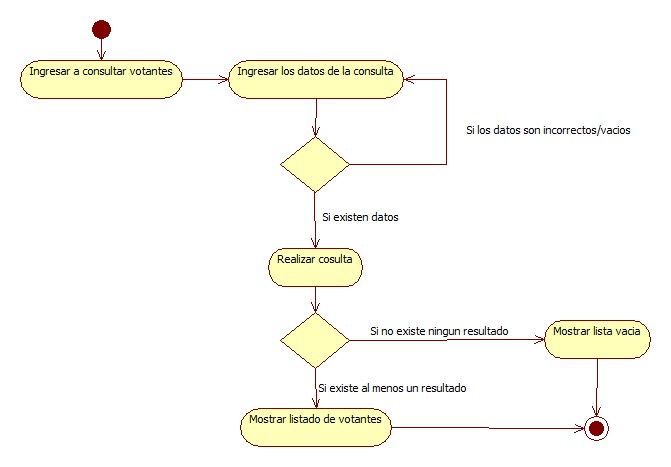 Ingresar a consultar votantes
Ingresar los datos de la consulta
Si los datos son incorrectos/vacios
Si existen datos
Realizar cosulta
Si no existe ningun resultado
Mostrar lista vacia
Si existe al menos un resultado
Mostrar listado de votantes